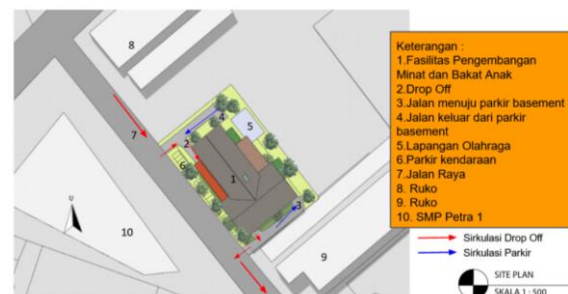 8
7
2
4
5
6
1
3
10
9
U
Keterangan :
1.Fasilitas Pengembangan
Minat dan Bakat Anak
2.Drop Off
3.Jalan menuju parkir basement
4.Jalan keluar dari parkir
basement
5.Lapangan Olahraga
6.Parkir kendaraan
7.Jalan Raya
8. Ruko
9. Ruko
10. SMP Petra 1
Sirkulasi Drop Off
Sirkulasi Parkir
SITE PLAN
SKALA 1 : 500